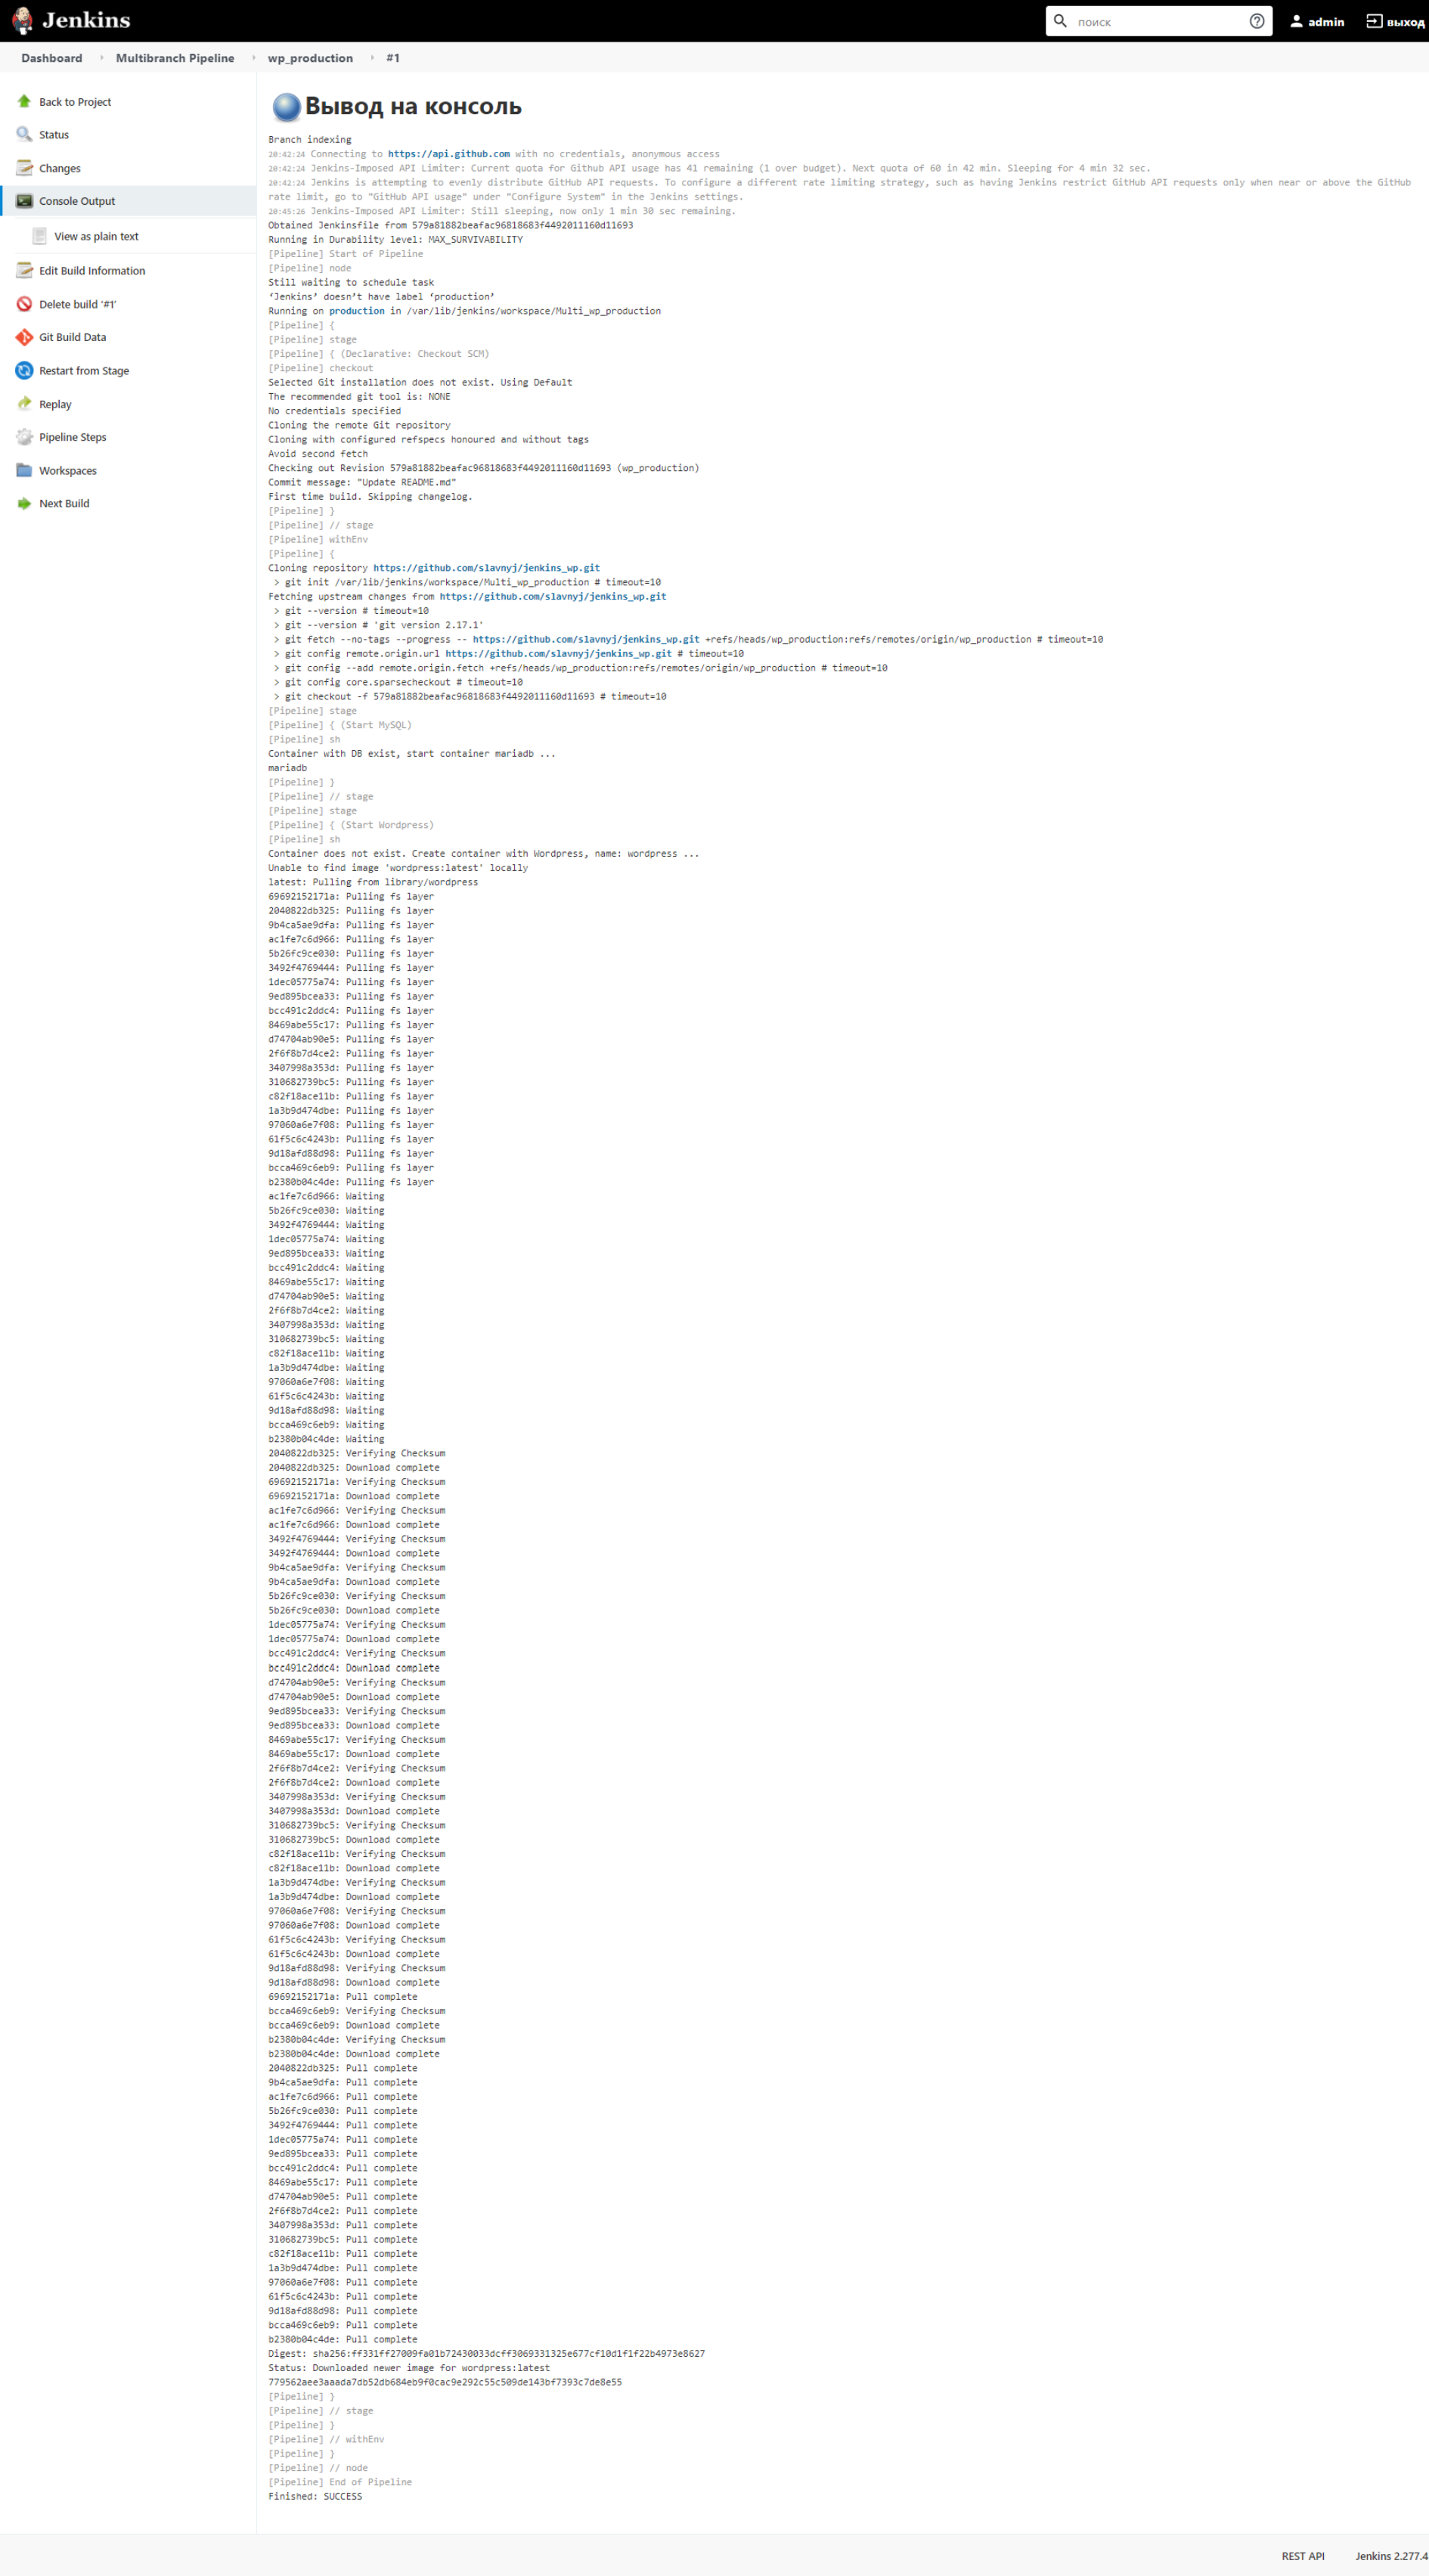 Jenkins
поиск
admin
выход
Dashboard
Multibranch Pipeline
wp_production
#1
Back to Project
Status
Changes
Console Output
View as plain text
Edit Build Information
Delete build '#1'
Git Build Data
Restart from Stage
Replay
Pipeline Steps
Workspaces
Next Build
Вывод на консоль
Branch indexing
20:42:24 Connecting to https://api.github.com with no credentials, anonymous access
20:42:24 Jenkins-Imposed API Limiter: Current quota for Github API usage has 41 remaining (1 over budget). Next quota of 60 in 42 min. Sleeping for 4 min 32 sec.
20:42:24 Jenkins is attempting to evenly distribute GitHub API requests. To configure a different rate limiting strategy, such as having Jenkins restrict GitHub API requests only when near or above the GitHub
rate limit, go to "GitHub API usage" under "Configure System" in the Jenkins settings.
20:45:26 Jenkins-Imposed API Limiter: Still sleeping, now only 1 min 30 sec remaining.
Obtained Jenkinsfile from 579a81882beafac96818683f4492011160d11693
Running in Durability level: MAX_SURVIVABILITY
[Pipeline] Start of Pipeline
[Pipeline] node
Still waiting to schedule task
‘Jenkins’ doesn’t have label ‘production’
Running on production in /var/lib/jenkins/workspace/Multi_wp_production
[Pipeline] {
[Pipeline] stage
[Pipeline] { (Declarative: Checkout SCM)
[Pipeline] checkout
Selected Git installation does not exist. Using Default
The recommended git tool is: NONE
No credentials specified
Cloning the remote Git repository
Cloning with configured refspecs honoured and without tags
Avoid second fetch
Checking out Revision 579a81882beafac96818683f4492011160d11693 (wp_production)
Commit message: "Update README.md"
First time build. Skipping changelog.
[Pipeline] }
[Pipeline] // stage
[Pipeline] withEnv
[Pipeline] {
Cloning repository https://github.com/slavnyj/jenkins_wp.git
 > git init /var/lib/jenkins/workspace/Multi_wp_production # timeout=10
Fetching upstream changes from https://github.com/slavnyj/jenkins_wp.git
 > git --version # timeout=10
 > git --version # 'git version 2.17.1'
 > git fetch --no-tags --progress -- https://github.com/slavnyj/jenkins_wp.git +refs/heads/wp_production:refs/remotes/origin/wp_production # timeout=10
 > git config remote.origin.url https://github.com/slavnyj/jenkins_wp.git # timeout=10
 > git config --add remote.origin.fetch +refs/heads/wp_production:refs/remotes/origin/wp_production # timeout=10
 > git config core.sparsecheckout # timeout=10
 > git checkout -f 579a81882beafac96818683f4492011160d11693 # timeout=10
[Pipeline] stage
[Pipeline] { (Start MySQL)
[Pipeline] sh
Container with DB exist, start container mariadb ...
mariadb
[Pipeline] }
[Pipeline] // stage
[Pipeline] stage
[Pipeline] { (Start Wordpress)
[Pipeline] sh
Container does not exist. Create container with Wordpress, name: wordpress ...
Unable to find image 'wordpress:latest' locally
latest: Pulling from library/wordpress
69692152171a: Pulling fs layer
2040822db325: Pulling fs layer
9b4ca5ae9dfa: Pulling fs layer
ac1fe7c6d966: Pulling fs layer
5b26fc9ce030: Pulling fs layer
3492f4769444: Pulling fs layer
1dec05775a74: Pulling fs layer
9ed895bcea33: Pulling fs layer
bcc491c2ddc4: Pulling fs layer
8469abe55c17: Pulling fs layer
d74704ab90e5: Pulling fs layer
2f6f8b7d4ce2: Pulling fs layer
3407998a353d: Pulling fs layer
310682739bc5: Pulling fs layer
c82f18ace11b: Pulling fs layer
1a3b9d474dbe: Pulling fs layer
97060a6e7f08: Pulling fs layer
61f5c6c4243b: Pulling fs layer
9d18afd88d98: Pulling fs layer
bcca469c6eb9: Pulling fs layer
b2380b04c4de: Pulling fs layer
ac1fe7c6d966: Waiting
5b26fc9ce030: Waiting
3492f4769444: Waiting
1dec05775a74: Waiting
9ed895bcea33: Waiting
bcc491c2ddc4: Waiting
8469abe55c17: Waiting
d74704ab90e5: Waiting
2f6f8b7d4ce2: Waiting
3407998a353d: Waiting
310682739bc5: Waiting
c82f18ace11b: Waiting
1a3b9d474dbe: Waiting
97060a6e7f08: Waiting
61f5c6c4243b: Waiting
9d18afd88d98: Waiting
bcca469c6eb9: Waiting
b2380b04c4de: Waiting
2040822db325: Verifying Checksum
2040822db325: Download complete
69692152171a: Verifying Checksum
69692152171a: Download complete
ac1fe7c6d966: Verifying Checksum
ac1fe7c6d966: Download complete
3492f4769444: Verifying Checksum
3492f4769444: Download complete
9b4ca5ae9dfa: Verifying Checksum
9b4ca5ae9dfa: Download complete
5b26fc9ce030: Verifying Checksum
5b26fc9ce030: Download complete
1dec05775a74: Verifying Checksum
1dec05775a74: Download complete
bcc491c2ddc4: Verifying Checksum
bcc491c2ddc4: Download complete
d74704ab90e5: Verifying Checksum
d74704ab90e5: Download complete
9ed895bcea33: Verifying Checksum
9ed895bcea33: Download complete
8469abe55c17: Verifying Checksum
8469abe55c17: Download complete
2f6f8b7d4ce2: Verifying Checksum
2f6f8b7d4ce2: Download complete
3407998a353d: Verifying Checksum
3407998a353d: Download complete
310682739bc5: Verifying Checksum
310682739bc5: Download complete
c82f18ace11b: Verifying Checksum
c82f18ace11b: Download complete
1a3b9d474dbe: Verifying Checksum
1a3b9d474dbe: Download complete
97060a6e7f08: Verifying Checksum
97060a6e7f08: Download complete
61f5c6c4243b: Verifying Checksum
61f5c6c4243b: Download complete
9d18afd88d98: Verifying Checksum
9d18afd88d98: Download complete
69692152171a: Pull complete
bcca469c6eb9: Verifying Checksum
bcca469c6eb9: Download complete
b2380b04c4de: Verifying Checksum
b2380b04c4de: Download complete
2040822db325: Pull complete
9b4ca5ae9dfa: Pull complete
ac1fe7c6d966: Pull complete
5b26fc9ce030: Pull complete
3492f4769444: Pull complete
1dec05775a74: Pull complete
9ed895bcea33: Pull complete
bcc491c2ddc4: Pull complete
8469abe55c17: Pull complete
d74704ab90e5: Pull complete
2f6f8b7d4ce2: Pull complete
3407998a353d: Pull complete
310682739bc5: Pull complete
c82f18ace11b: Pull complete
1a3b9d474dbe: Pull complete
97060a6e7f08: Pull complete
61f5c6c4243b: Pull complete
9d18afd88d98: Pull complete
bcca469c6eb9: Pull complete
b2380b04c4de: Pull complete
Digest: sha256:ff331ff27009fa01b72430033dcff3069331325e677cf10d1f1f22b4973e8627
Status: Downloaded newer image for wordpress:latest
779562aee3aaada7db52db684eb9f0cac9e292c55c509de143bf7393c7de8e55
[Pipeline] }
[Pipeline] // stage
[Pipeline] }
[Pipeline] // withEnv
[Pipeline] }
[Pipeline] // node
[Pipeline] End of Pipeline
Finished: SUCCESS
REST API
Jenkins 2.277.4